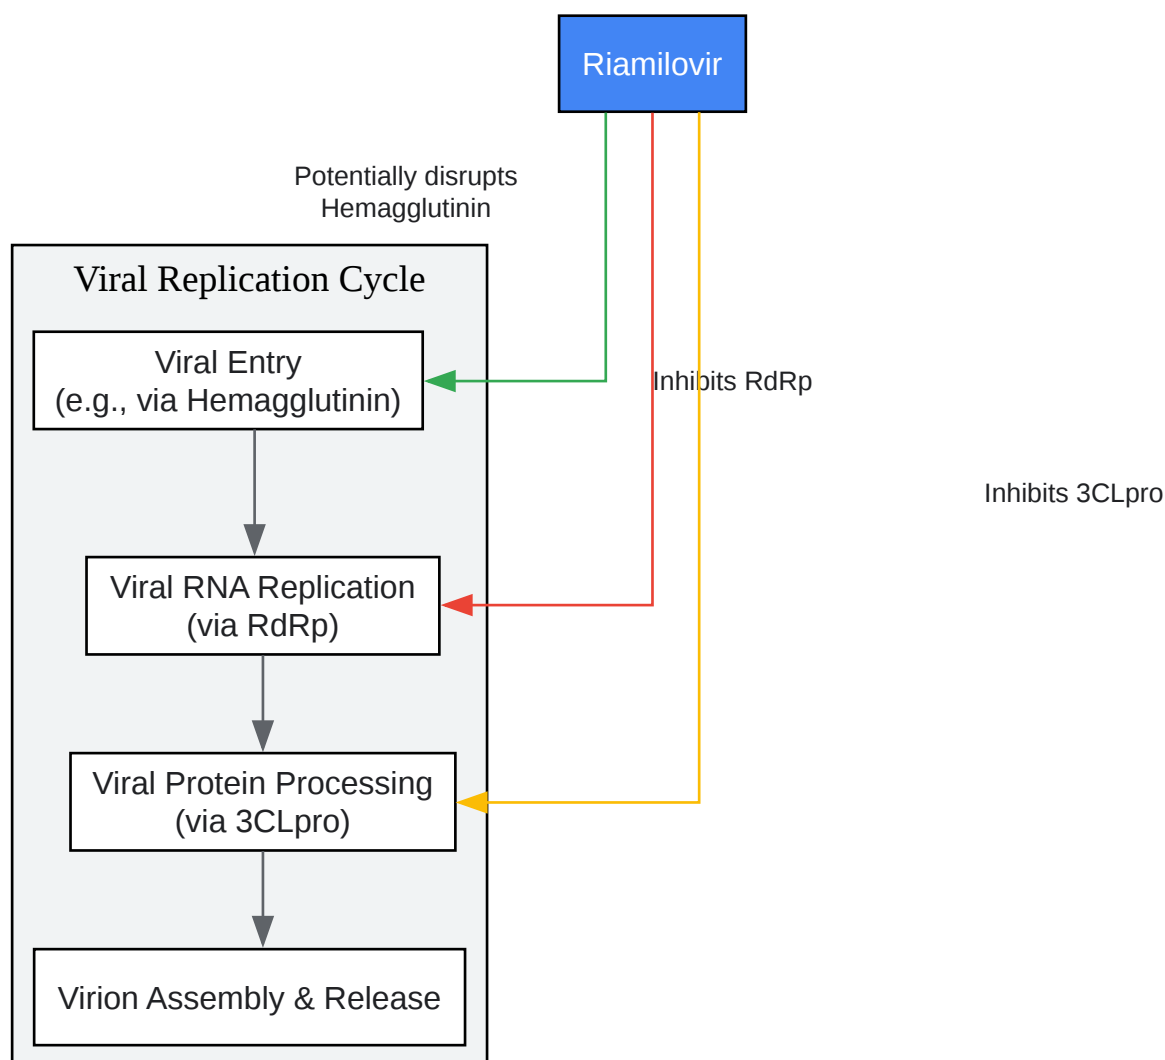 Riamilovir
Potentially disrupts
Hemagglutinin
Viral Replication Cycle
Viral Entry
(e.g., via Hemagglutinin)
Inhibits RdRp
Inhibits 3CLpro
Viral RNA Replication
(via RdRp)
Viral Protein Processing
(via 3CLpro)
Virion Assembly & Release